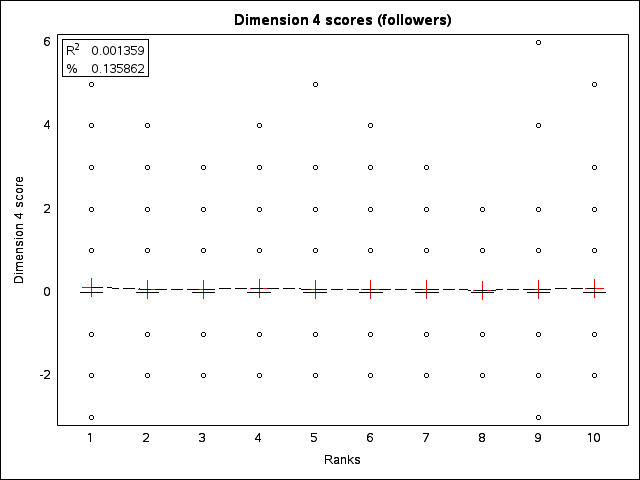 Dimension 4 scores (followers)
R² 0.001359
% 0.135862
6
4
2
0
-2
Dimension 4 score
1 2 3 4 5 6 7 8 9 10
Ranks